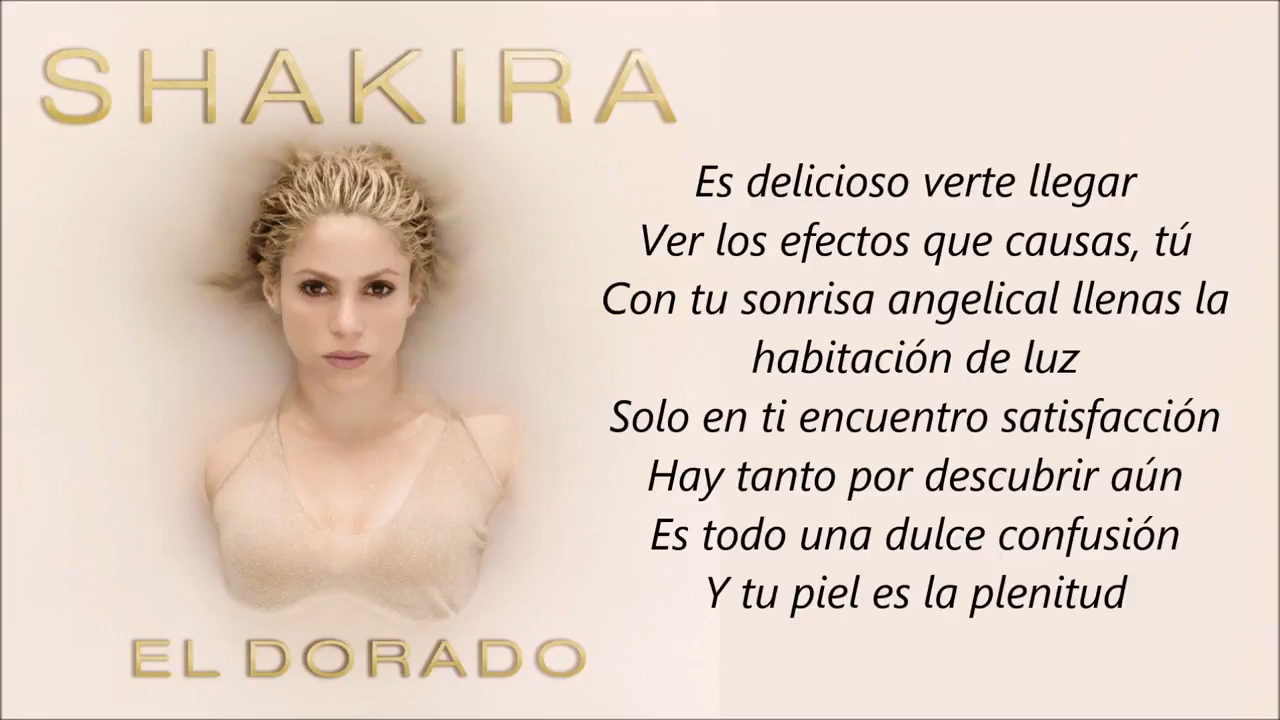 SHAKIRA
Es delicioso verte llegar
Ver los efectos que causas, tú
Con tu sonrisa angelical llenas la
habitación de luz
Solo en ti encuentro satisfacción
Hay tanto por descubrir aún
Es todo una dulce confusión
Y tu piel es la plenitud
EL DORADO